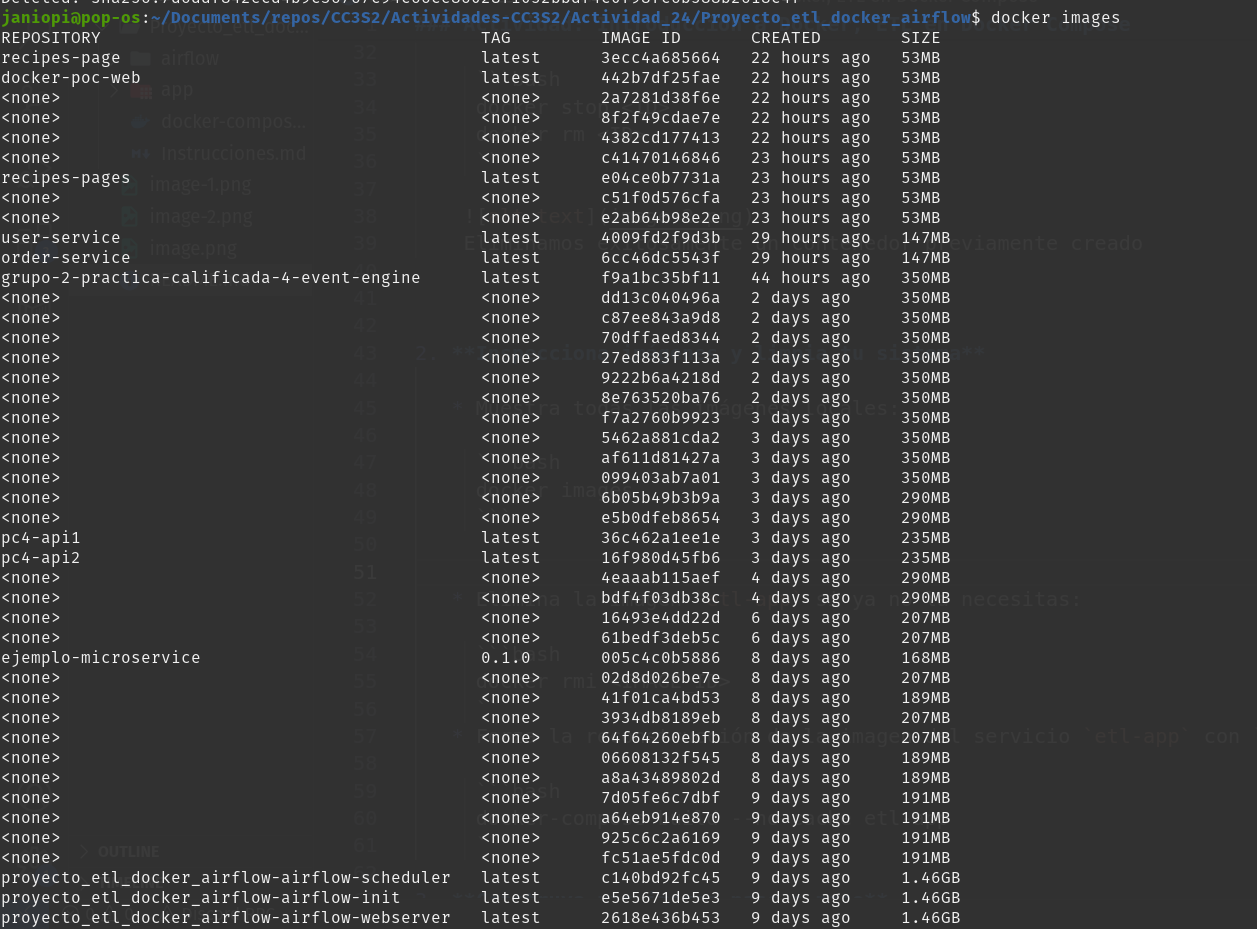 janiopi@pop-os:~/Documents/repos/CC3S2/Actividades-CC3S2/Actividad_24/Proyecto_etl_docker_airflow$ docker images
REPOSITORY TAG IMAGE ID CREATED SIZE
recipes-page latest 3ecc4a685664 22 hours ago 53MB
docker-poc-web latest 442b7df25fae 22 hours ago 53MB
<none> <none> 2a7281d38f6e 22 hours ago 53MB
<none> <none> 8f2f49cdae7e 22 hours ago 53MB
<none> <none> 4382cd177413 22 hours ago 53MB
<none> <none> c41470146846 23 hours ago 53MB
recipes-pages latest e04ce0b7731a 23 hours ago 53MB
<none> <none> c51f0d576cfa 23 hours ago 53MB
<none> <none> e2ab64b98e2e 23 hours ago 53MB
user-service latest 4009fd2f9d3b 29 hours ago 147MB
order-service latest 6cc46dc5543f 29 hours ago 147MB
grupo-2-practica-calificada-4-event-engine latest f9a1bc35bf11 44 hours ago 350MB
<none> <none> dd13c040496a 2 days ago 350MB
<none> <none> c87ee843a9d8 2 days ago 350MB
<none> <none> 70dffaed8344 2 days ago 350MB
<none> <none> 27ed883f113a 2 days ago 350MB
<none> <none> 9222b6a4218d 2 days ago 350MB
<none> <none> 8e763520ba76 2 days ago 350MB
<none> <none> f7a2760b9923 3 days ago 350MB
<none> <none> 5462a881cda2 3 days ago 350MB
<none> <none> af611d81427a 3 days ago 350MB
<none> <none> 099403ab7a01 3 days ago 350MB
<none> <none> 6b05b49b3b9a 3 days ago 290MB
<none> <none> e5b0dfeb8654 3 days ago 290MB
pc4-api1 latest 36c462a1ee1e 3 days ago 235MB
pc4-api2 latest 16f980d45fb6 3 days ago 235MB
<none> <none> 4eaaab115aef 4 days ago 290MB
<none> <none> bdf4f03db38c 4 days ago 290MB
<none> <none> 16493e4dd22d 6 days ago 207MB
<none> <none> 61bedf3deb5c 6 days ago 207MB
ejemplo-microservice 0.1.0 005c4c0b5886 8 days ago 168MB
<none> <none> 02d8d026be7e 8 days ago 207MB
<none> <none> 41f01ca4bd53 8 days ago 189MB
<none> <none> 3934db8189eb 8 days ago 207MB
<none> <none> 64f64260ebfb 8 days ago 207MB
<none> <none> 06608132f545 8 days ago 189MB
<none> <none> a8a43489802d 8 days ago 189MB
<none> <none> 7d05fe6c7dbf 9 days ago 191MB
<none> <none> a64eb914e870 9 days ago 191MB
<none> <none> 925c6c2a6169 9 days ago 191MB
<none> <none> fc51ae5fdc0d 9 days ago 191MB
proyecto_etl_docker_airflow-airflow-scheduler latest c140bd92fc45 9 days ago 1.46GB
proyecto_etl_docker_airflow-airflow-init latest e5e5671de5e3 9 days ago 1.46GB
proyecto_etl_docker_airflow-airflow-webserver latest 2618e436b453 9 days ago 1.46GB